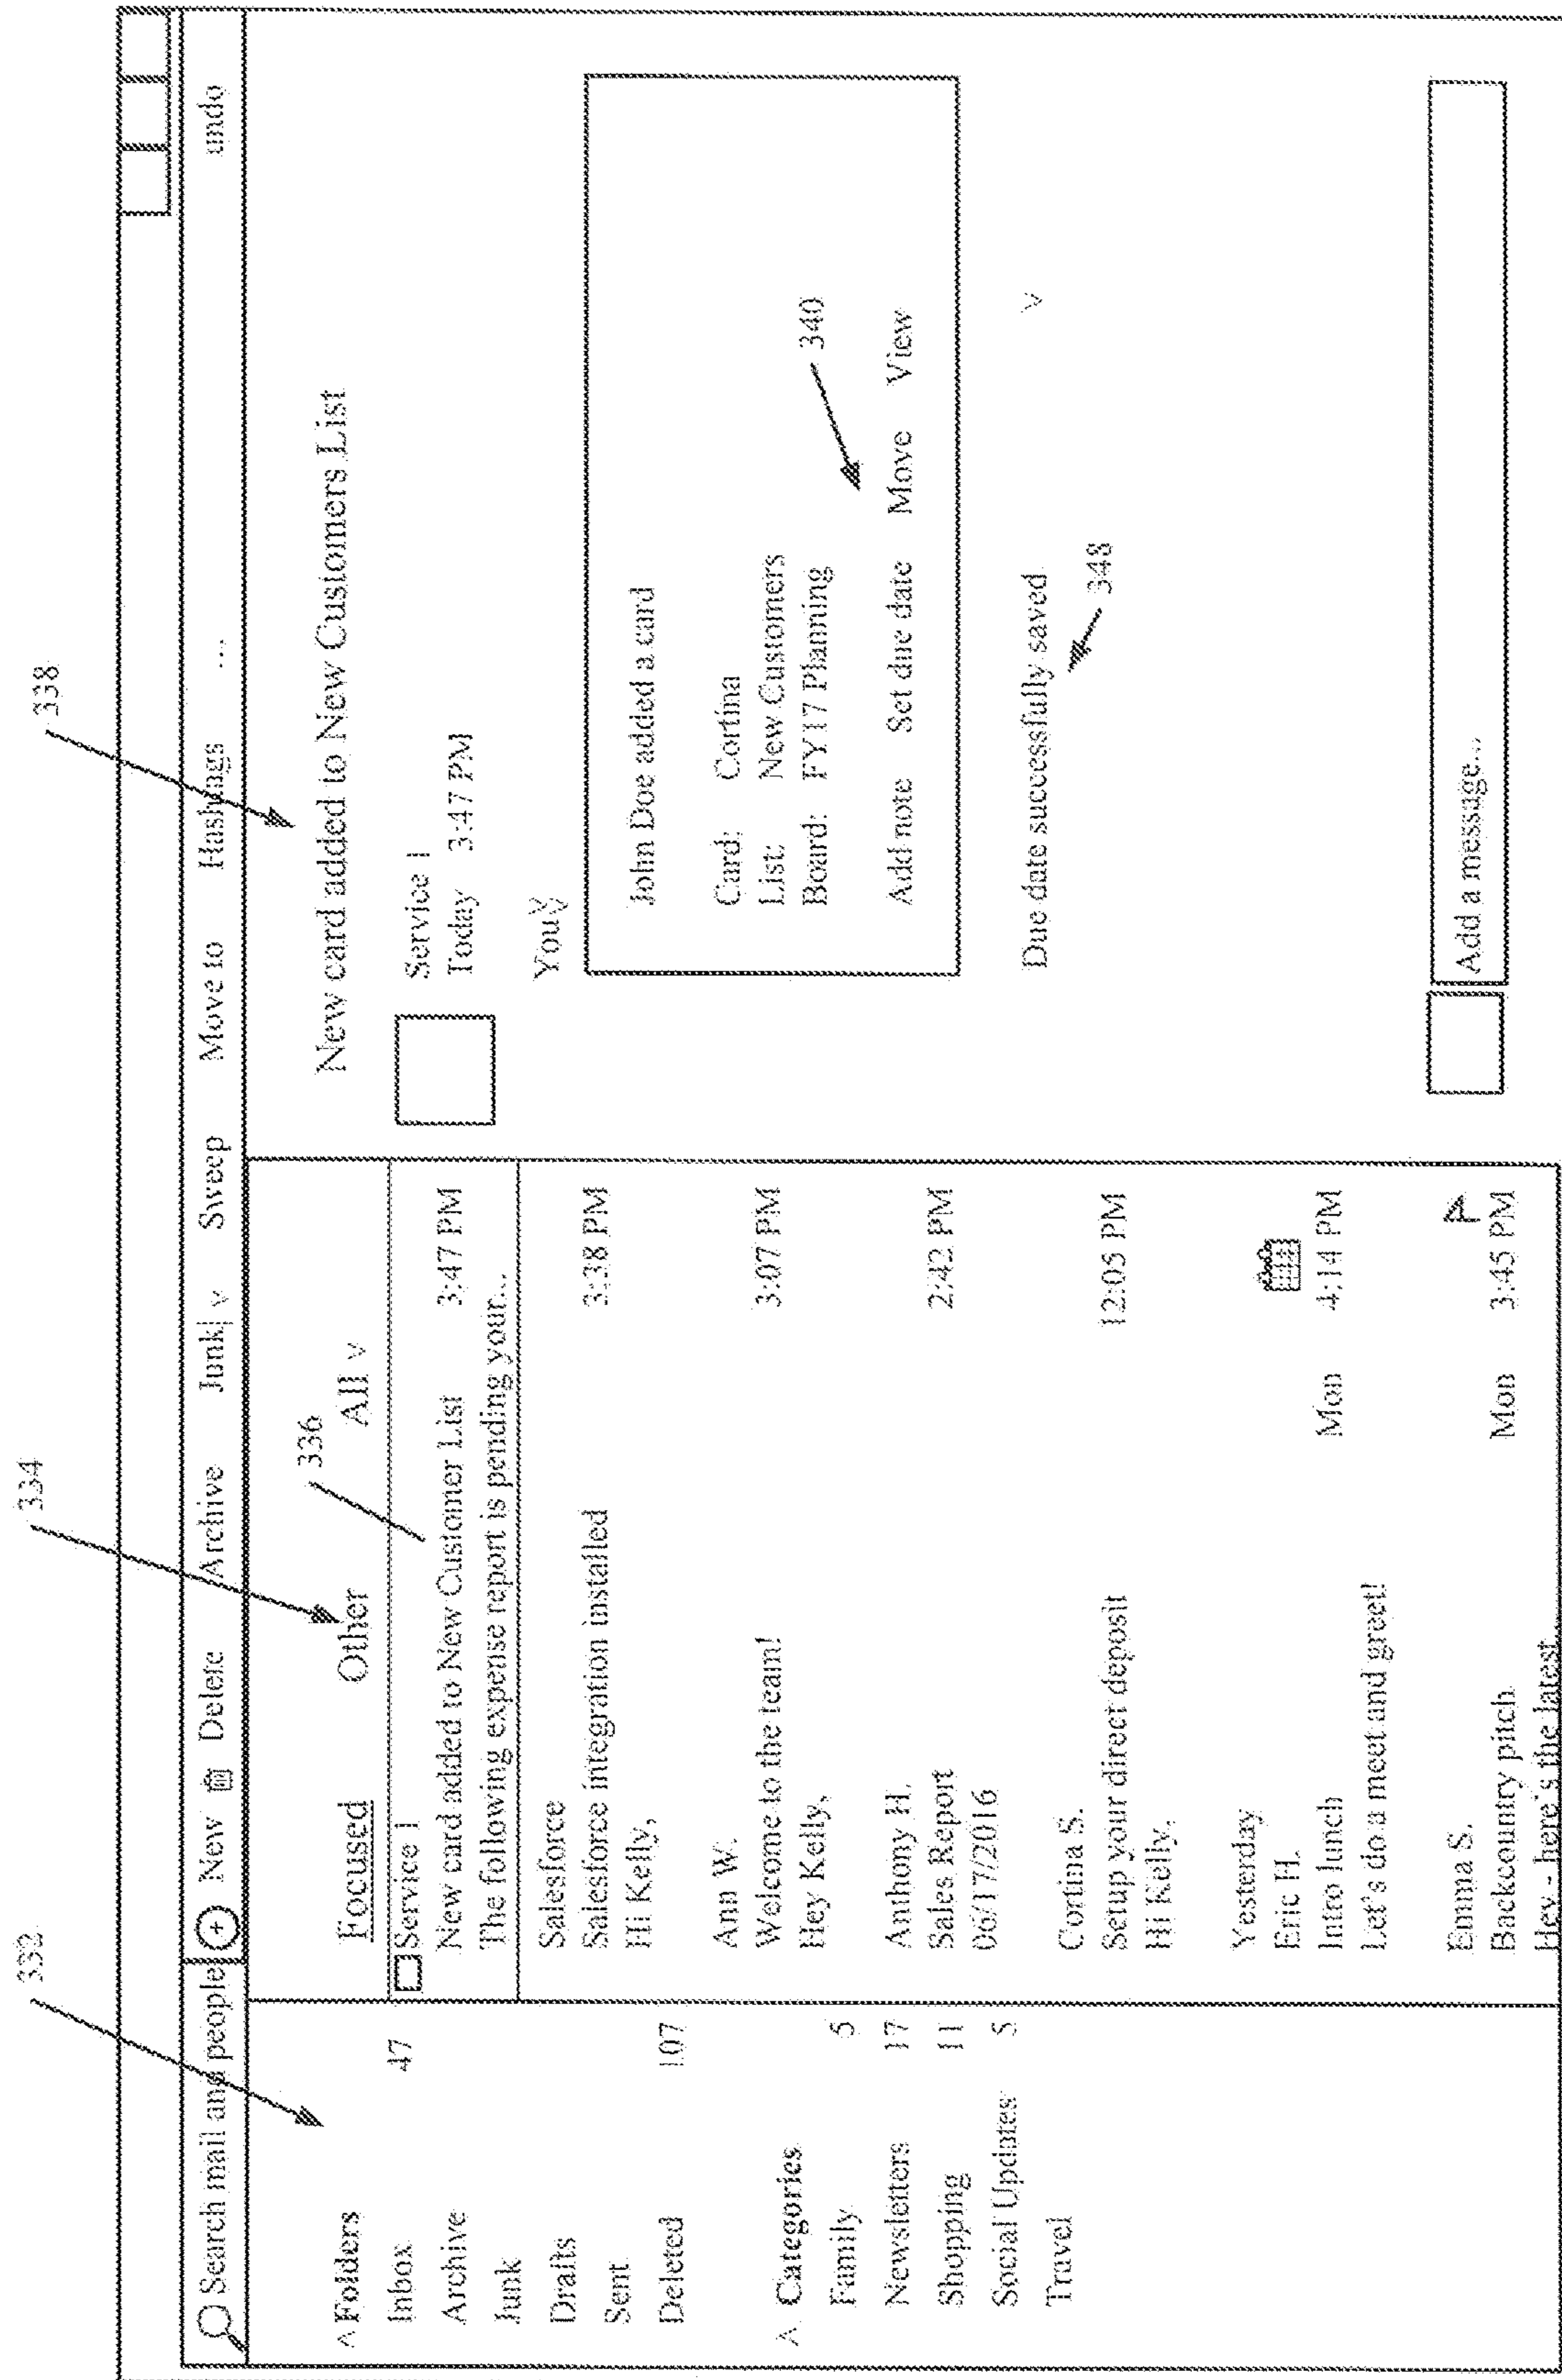 332
334
338
Search mail and people
+ New Delete Archive Junk v Sweep Move to Hashings ... undo
^ Folders
Inbox 47
Archive
Junk
Drafts
Sent
Deleted 107
^ Categories
Family 5
Newsletters 17
Shopping 11
Social Updates 5
Travel
336
Focused Other All v
Service 1
New card added to New Customer List 3:47 PM
The following expense report is pending your...
Salesforce
Salesforce integration installed 3:38 PM
Hi Kelly,
Ann W.
Welcome to the team! 3:07 PM
Hey Kelly,
Anthony H.
Sales Report 2:42 PM
06/17/2016
Cortina S.
Setup your direct deposit 12:05 PM
Hi Kelly,
Yesterday
Eric H.
Intro lunch Mon 4:14 PM
Let's do a meet and greet!
Emma S.
Backcountry pitch Mon 3:45 PM
Hey - here's the latest
New card added to New Customers List
Service 1
Today 3:47 PM
You v
John Doe added a card
Card: Cortina
List: New Customers
Board: FY17 Planning
340
Add note Set due date Move View
Due date successfully saved v
348
Add a message...